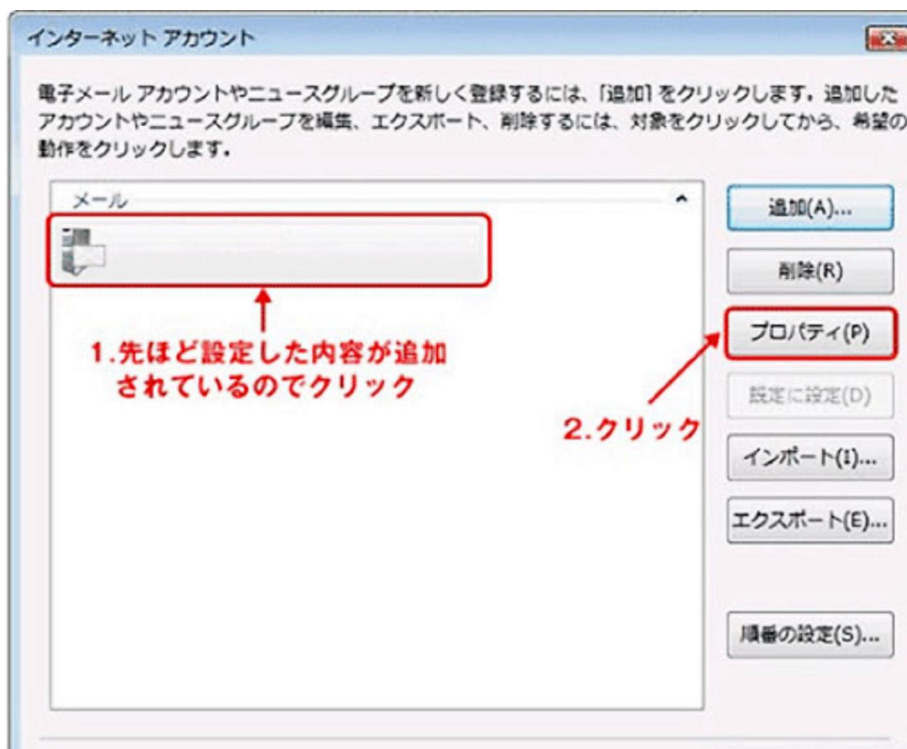 インターネット アカウント
電子メール アカウントやニュースグループを新しく登録するには、[追加] をクリックします。追加した
アカウントやニュースグループを編集、エクスポート、削除するには、対象をクリックしてから、希望の
動作をクリックします。
メール
追加(A)...
削除(R)
プロパティ(P)
1.先ほど設定した内容が追加
されているのでクリック
既定に設定(D)
2.クリック
インポート(I)...
エクスポート(E)...
順番の設定(S)...